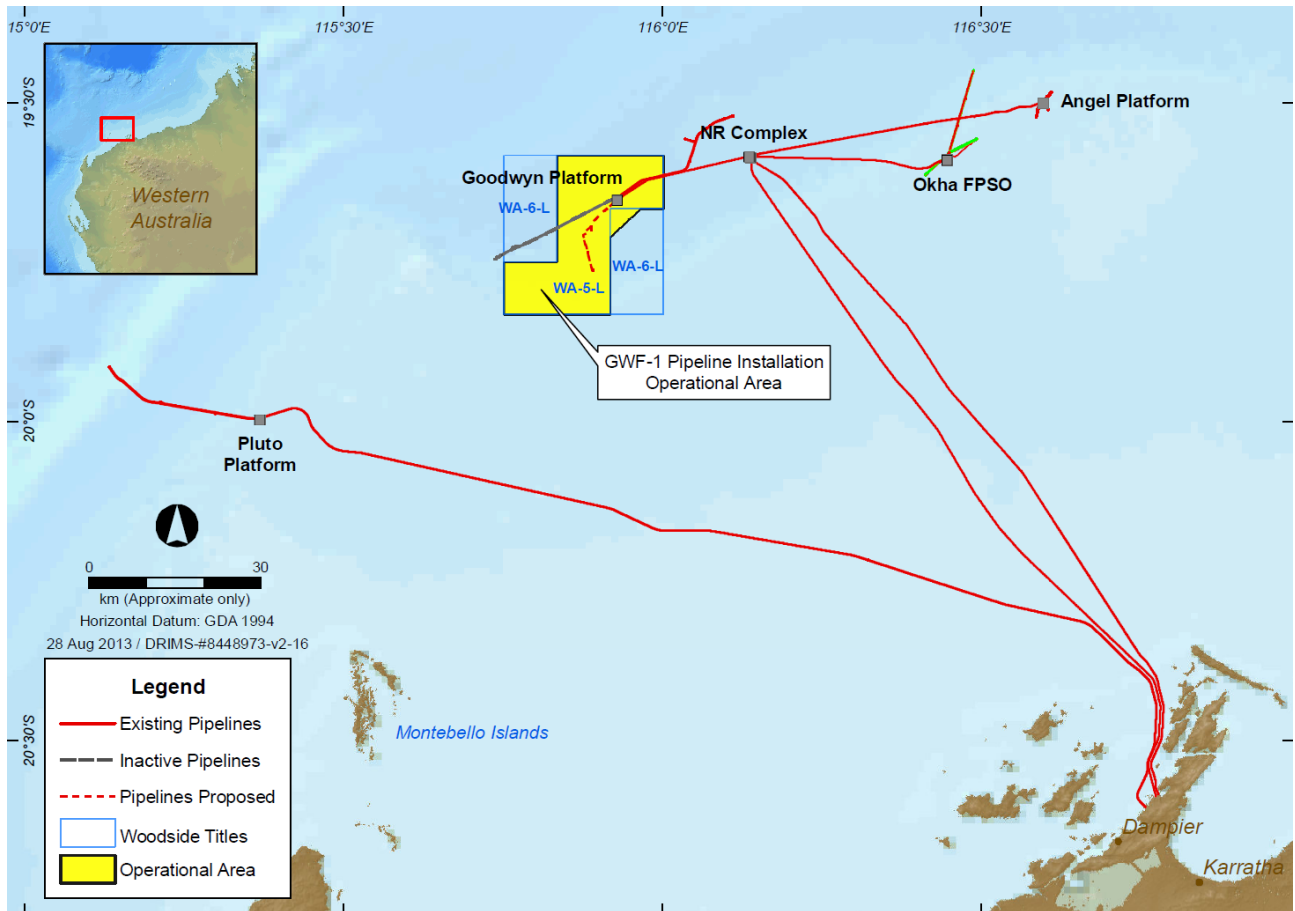 15°0'E
115°30'E
116°0'E
116°30'E
19°30'S
20°0'S
20°30'S
Western
Australia
Angel Platform
NR Complex
Okha FPSO
Goodwyn Platform
WA-6-L
WA-6-L
WA-5-L
GWF-1 Pipeline Installation
Operational Area
Pluto
Platform
0 30
km (Approximate only)
Horizontal Datum: GDA 1994
28 Aug 2013 / DRIMS-#8448973-v2-16
Legend
Existing Pipelines
Inactive Pipelines
Pipelines Proposed
Woodside Titles
Operational Area
Montebello Islands
Dampier
Karratha